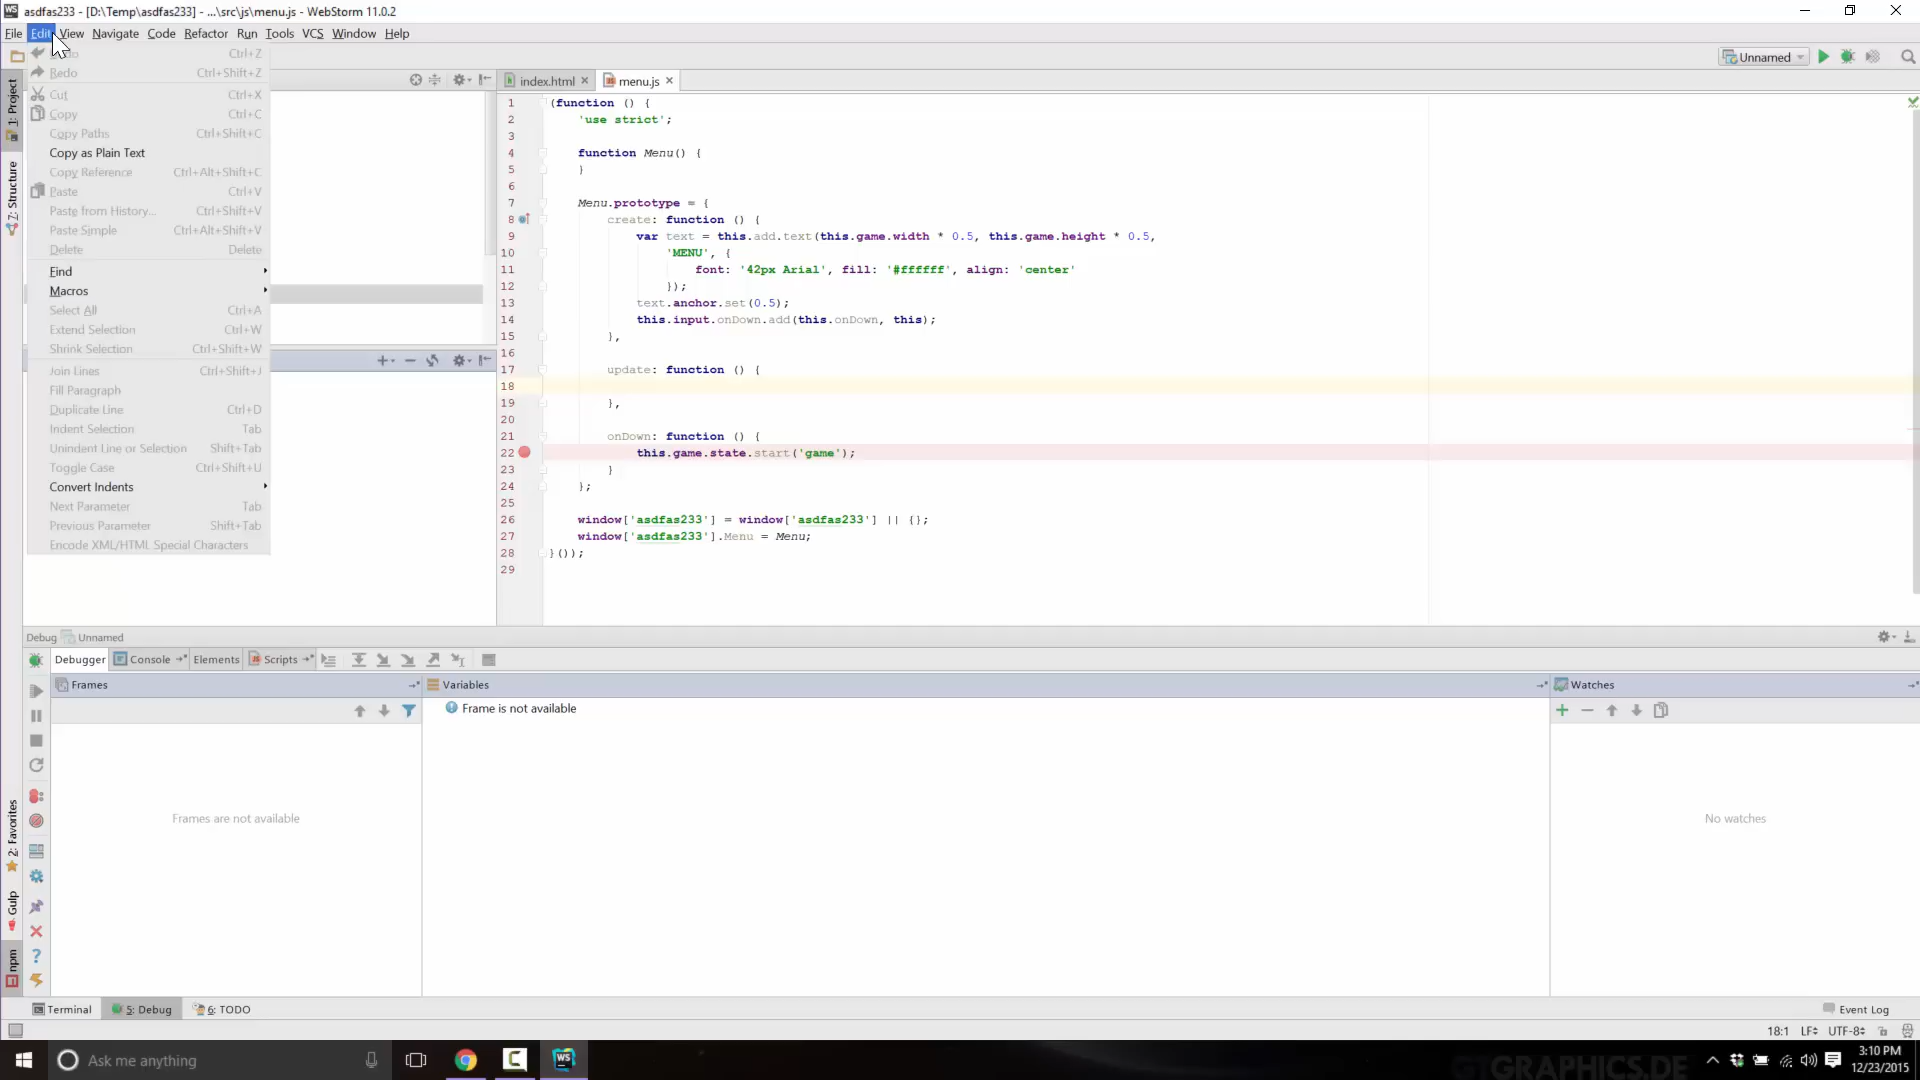 asdfas233 - [D:\Temp\asdfas233] - ...\src\js\menu.js - WebStorm 11.0.2
File Edit View Navigate Code Refactor Run Tools VCS Window Help
Ctrl+Z
Redo Ctrl+Shift+Z
Cut Ctrl+X
Copy Ctrl+C
Copy Paths Ctrl+Shift+C
Copy as Plain Text
Copy Reference Ctrl+Alt+Shift+C
Paste Ctrl+V
Paste from History... Ctrl+Shift+V
Paste Simple Ctrl+Alt+Shift+V
Delete Delete
Find
Macros
Select All Ctrl+A
Extend Selection Ctrl+W
Shrink Selection Ctrl+Shift+W
Join Lines Ctrl+Shift+J
Fill Paragraph
Duplicate Line Ctrl+D
Indent Selection Tab
Unindent Line or Selection Shift+Tab
Toggle Case Ctrl+Shift+U
Convert Indents
Next Parameter Tab
Previous Parameter Shift+Tab
Encode XML/HTML Special Characters
Unnamed
1: Project
7: Structure
2: Favorites
Gulp
npm
index.html menu.js
1 (function () {
2 'use strict';
3
4 function Menu() {
5 }
6
7 Menu.prototype = {
8 create: function () {
9 var text = this.add.text(this.game.width * 0.5, this.game.height * 0.5,
10 'MENU', {
11 font: '42px Arial', fill: '#ffffff', align: 'center'
12 });
13 text.anchor.set(0.5);
14 this.input.onDown.add(this.onDown, this);
15 },
16
17 update: function () {
18
19 },
20
21 onDown: function () {
22 this.game.state.start('game');
23 }
24 };
25
26 window['asdfas233'] = window['asdfas233'] || {};
27 window['asdfas233'].Menu = Menu;
28 }());
29
Debug Unnamed
Debugger Console Elements Scripts
Frames
Variables
Watches
Frame is not available
Frames are not available
No watches
Terminal 5: Debug 6: TODO
Event Log
18:1 LF UTF-8
Ask me anything
GTGRAPHICS.DE
3:10 PM
12/23/2015